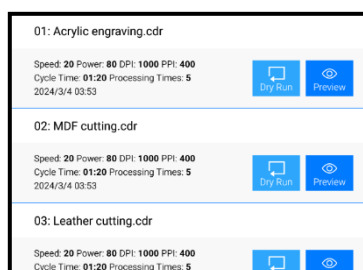 01: Acrylic engraving.cdr
Speed: 20 Power: 80 DPI: 1000 PPI: 400
Cycle Time: 01:20 Processing Times: 5
2024/3/4 03:53
Dry Run
Preview
02: MDF cutting.cdr
Speed: 20 Power: 80 DPI: 1000 PPI: 400
Cycle Time: 01:20 Processing Times: 5
2024/3/4 03:53
Dry Run
Preview
03: Leather cutting.cdr
Speed: 20 Power: 80 DPI: 1000 PPI: 400
Cycle Time: 01:20 Processing Times: 5